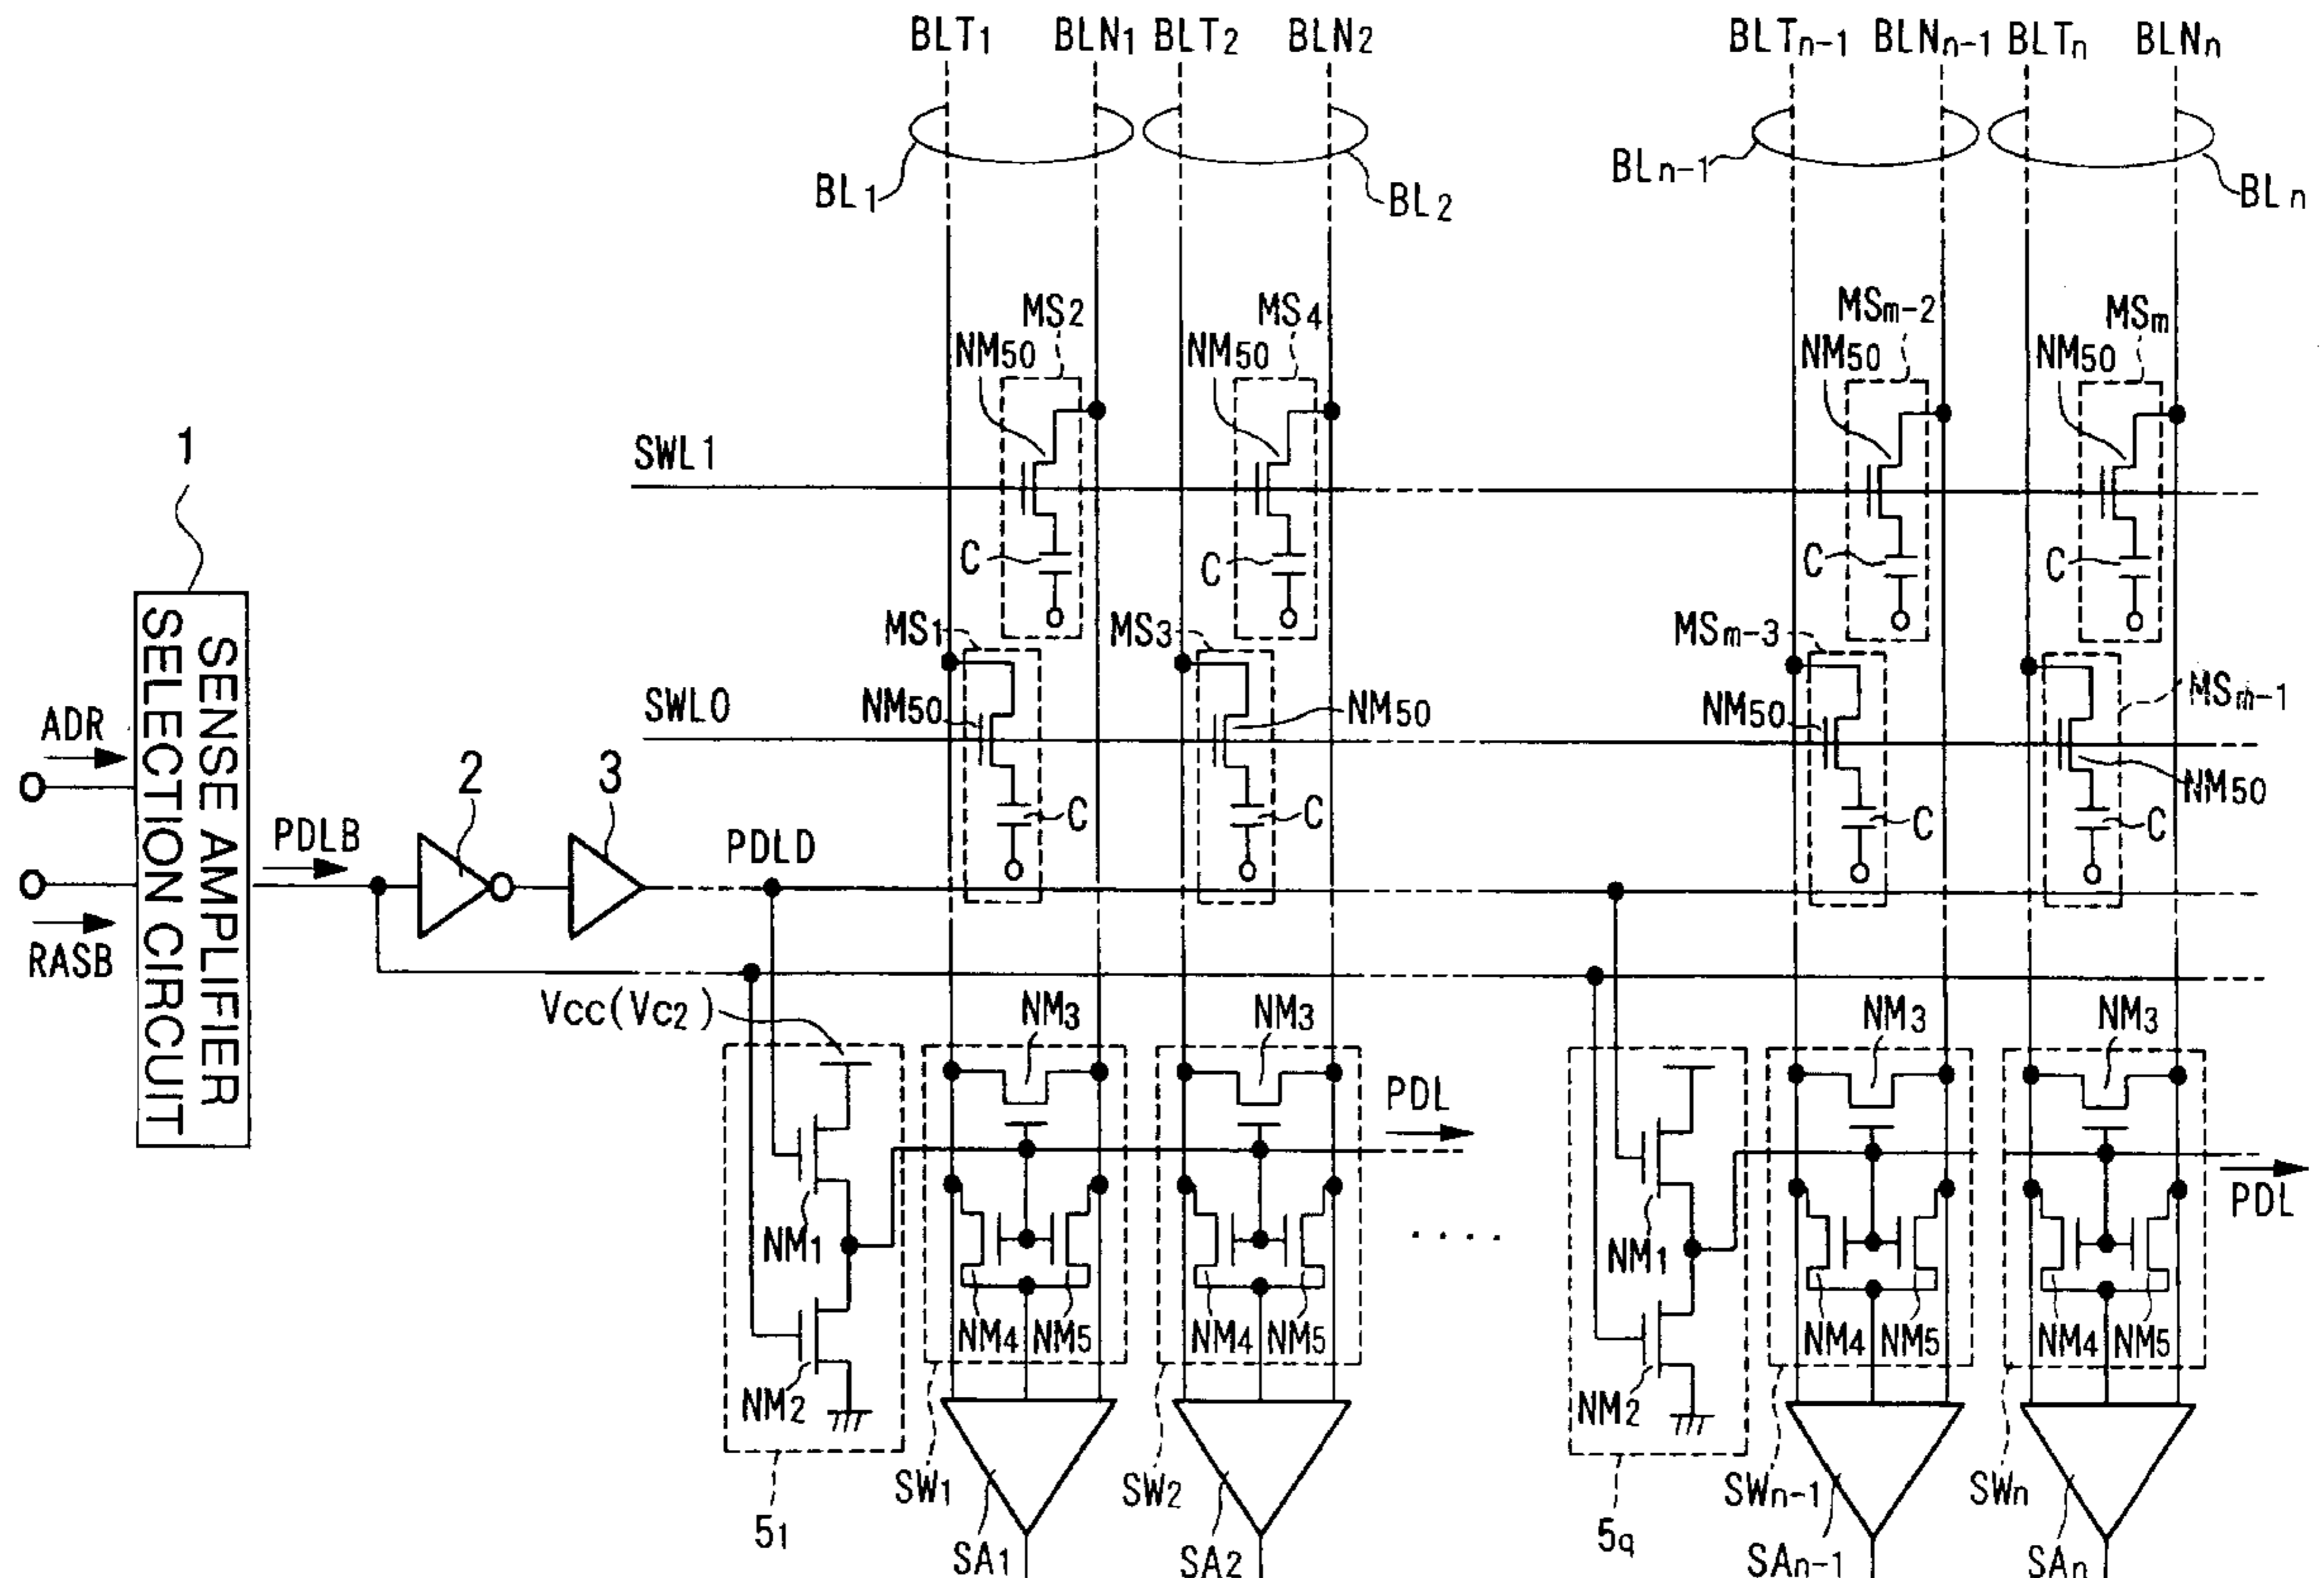 BLT1 BLN1 BLT2 BLN2 BLTn-1 BLNn-1 BLTn BLNn
BL1 BL2 BLn-1 BLn
MS2 MS4 MSm-2 MSm
NM50 NM50 NM50 NM50
SWL1
1
C C C C
SENSE AMPLIFIER
SELECTION CIRCUIT
MS1 MS3 MSm-3 MSm-1
SWL0 NM50 NM50 NM50 NM50
ADR
2 3
C C C C
PDLB PDLD
RASB
Vcc(Vc2) NM3 NM3 NM3 NM3
PDL
PDL
NM1 NM1
....
NM4 NM5 NM4 NM5 NM4 NM5 NM4 NM5
NM2 NM2
SW1 SW2 SWn-1 SWn
51 5q
SA1 SA2 SAn-1 SAn